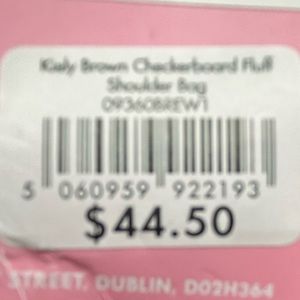 Kiely Brown Checkerboard Fluff
Shoulder Bag
09360BREW1
5 060959 922193
$44.50
STREET, DUBLIN, D02H364